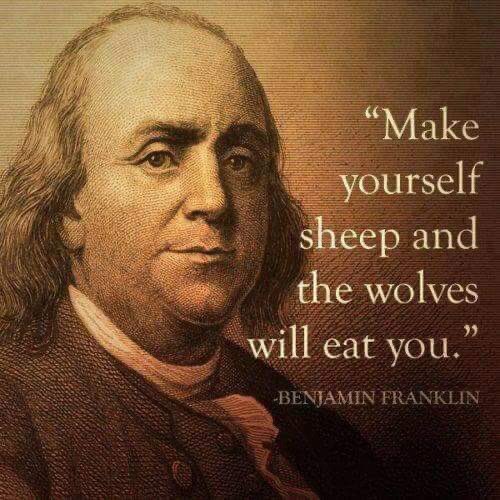 “Make
yourself
sheep and
the wolves
will eat you.”
-BENJAMIN FRANKLIN